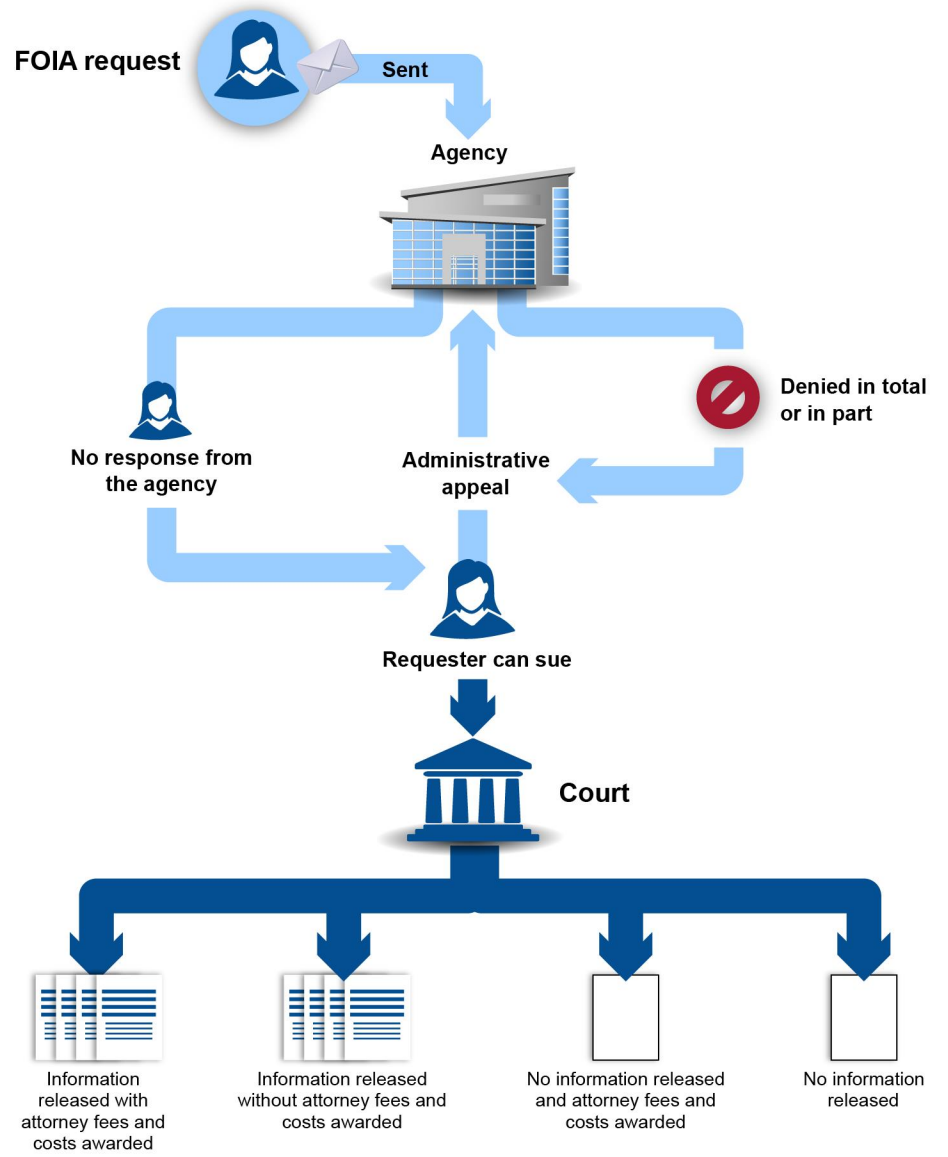 FOIA request
Sent
Agency
Denied in total
or in part
No response from
the agency
Administrative
appeal
Requester can sue
Court
Information
released with
attorney fees and
costs awarded
Information released
without attorney fees and
costs awarded
No information released
and attorney fees and
costs awarded
No information
released